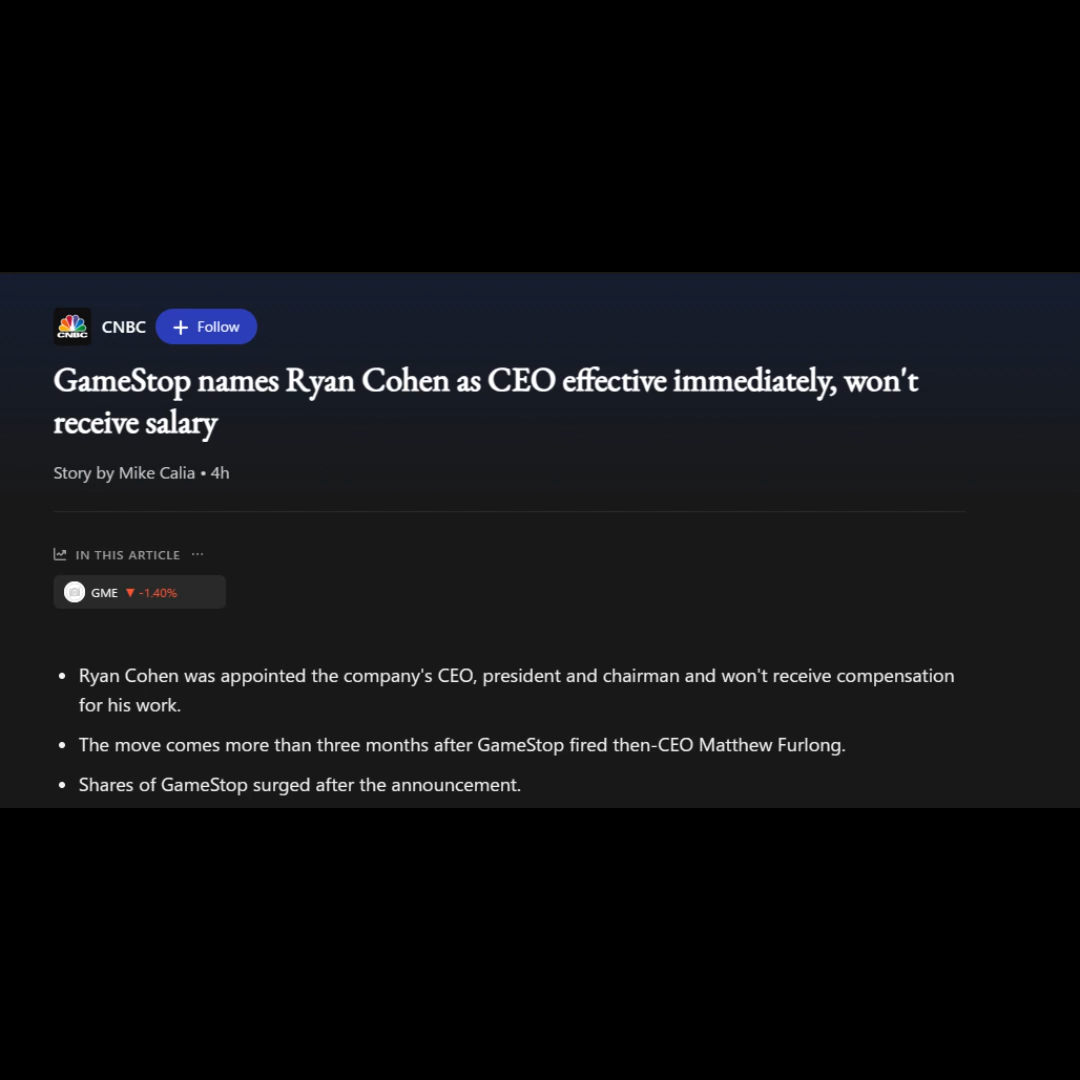 CNBC
CNBC
Follow
GameStop names Ryan Cohen as CEO effective immediately, won't
receive salary
Story by Mike Calia • 4h
IN THIS ARTICLE ...
GME ▼ -1.40%
• Ryan Cohen was appointed the company's CEO, president and chairman and won't receive compensation
for his work.
• The move comes more than three months after GameStop fired then-CEO Matthew Furlong.
• Shares of GameStop surged after the announcement.